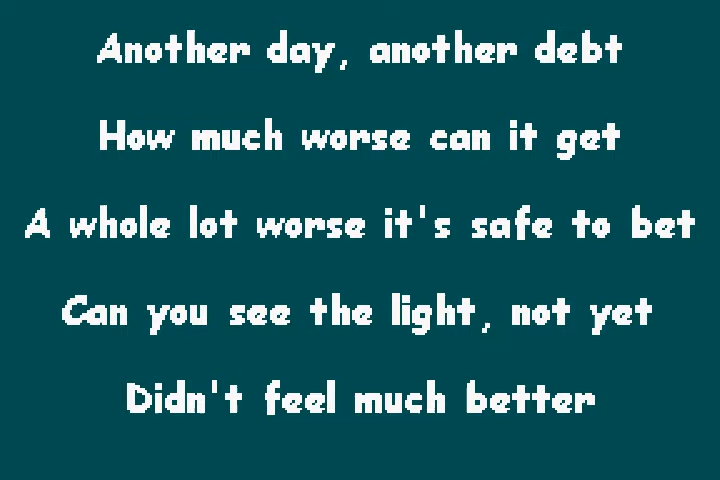 Another day, another debt
How much worse can it get
A whole lot worse it's safe to bet
Can you see the light, not yet
Didn't feel much better